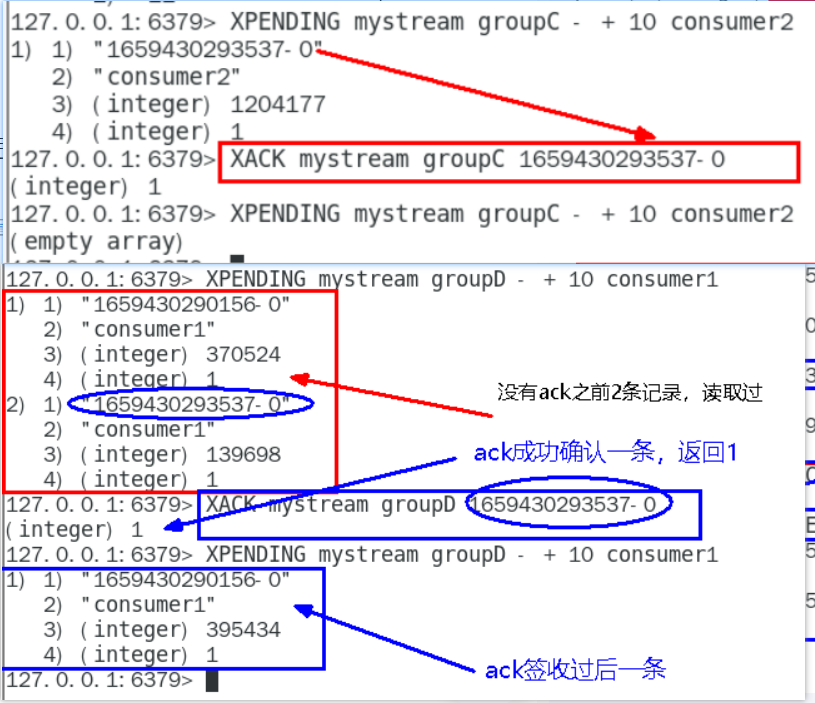 127.0.0.1:6379> XPENDING mystream groupC - + 10 consumer2
1) 1) "1659430293537-0"
2) "consumer2"
3) (integer) 1204177
4) (integer) 1
127.0.0.1:6379> XACK mystream groupC 1659430293537-0
(integer) 1
127.0.0.1:6379> XPENDING mystream groupC - + 10 consumer2
(empty array)
127.0.0.1:6379> XPENDING mystream groupD - + 10 consumer1
1) 1) "1659430290156-0"
2) "consumer1"
3) (integer) 370524
4) (integer) 1
没有ack之前2条记录，读取过
2) 1) "1659430293537-0"
2) "consumer1"
3) (integer) 139698
ack成功确认一条，返回1
4) (integer) 1
127.0.0.1:6379> XACK mystream groupD 1659430293537-0
(integer) 1
127.0.0.1:6379> XPENDING mystream groupD - + 10 consumer1
1) 1) "1659430290156-0"
2) "consumer1"
3) (integer) 395434
4) (integer) 1
ack签收过后一条
127.0.0.1:6379>